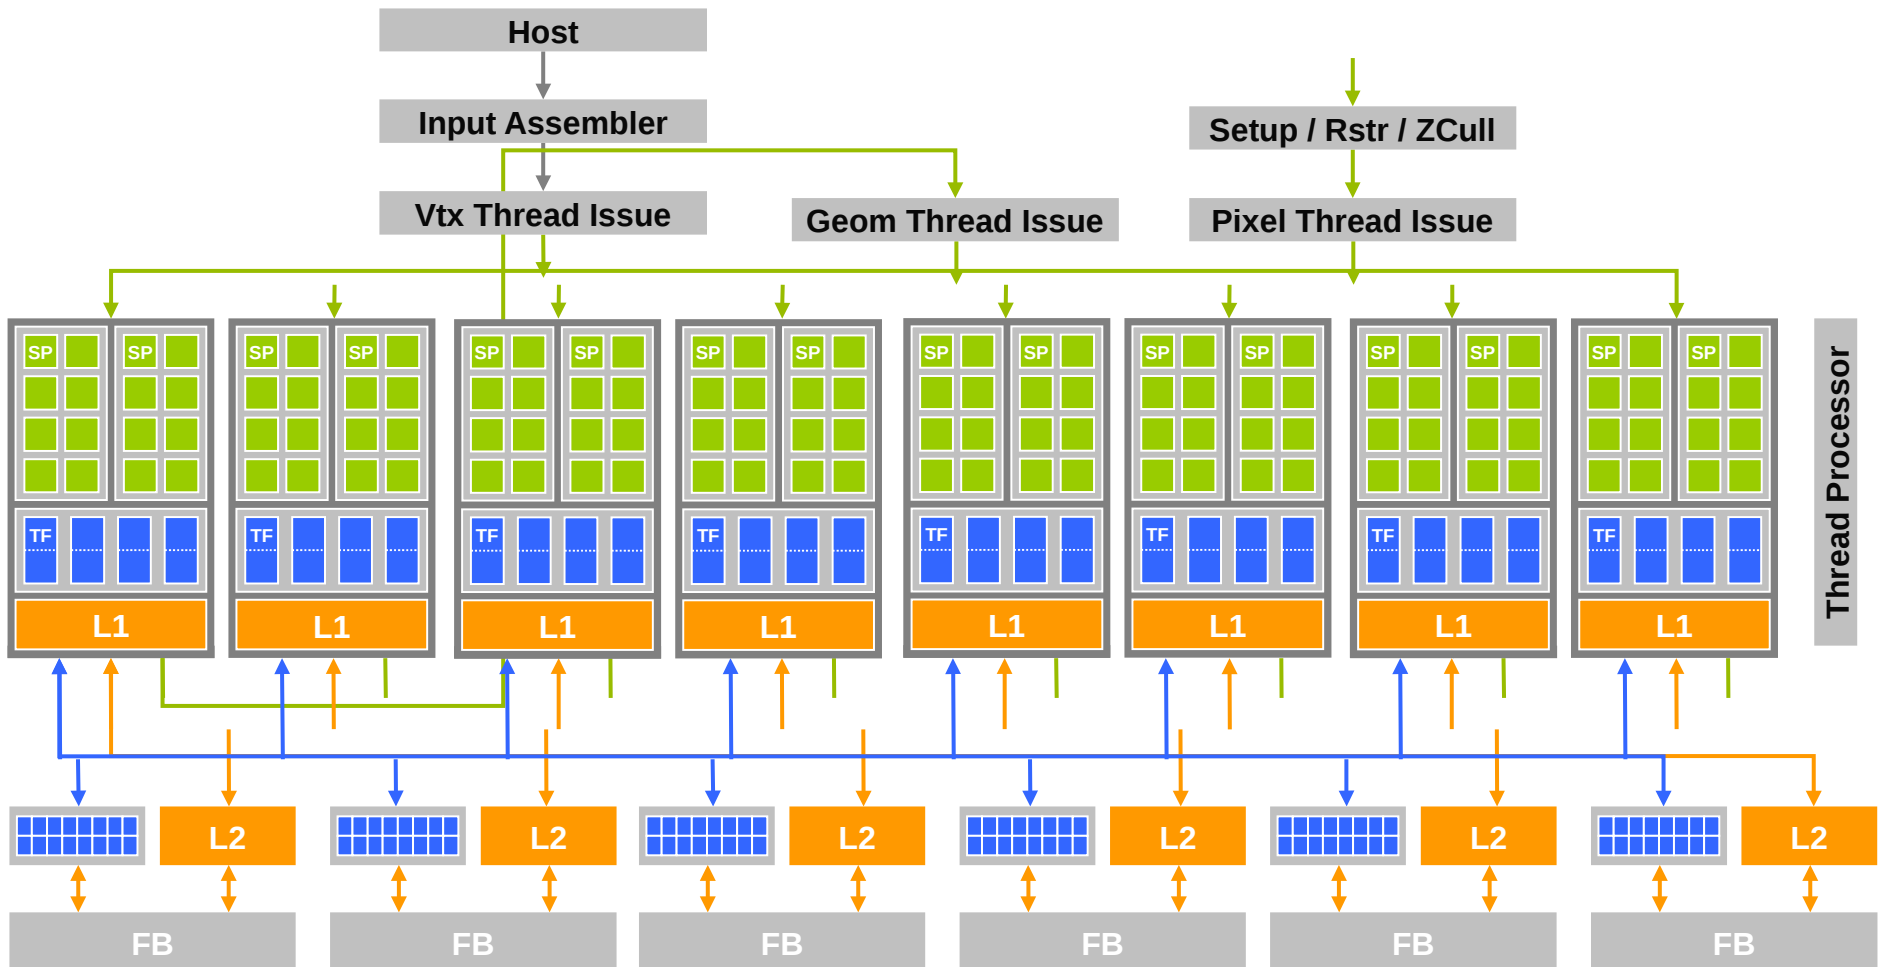 Host
Input Assembler
Setup / Rstr / ZCull
Vtx Thread Issue
Geom Thread Issue
Pixel Thread Issue
SP SP SP SP SP SP SP SP SP SP SP SP SP SP SP SP
Thread Processor
TF TF TF TF TF TF TF TF
L1 L1 L1 L1 L1 L1 L1 L1
L2 L2 L2 L2 L2 L2
FB FB FB FB FB FB